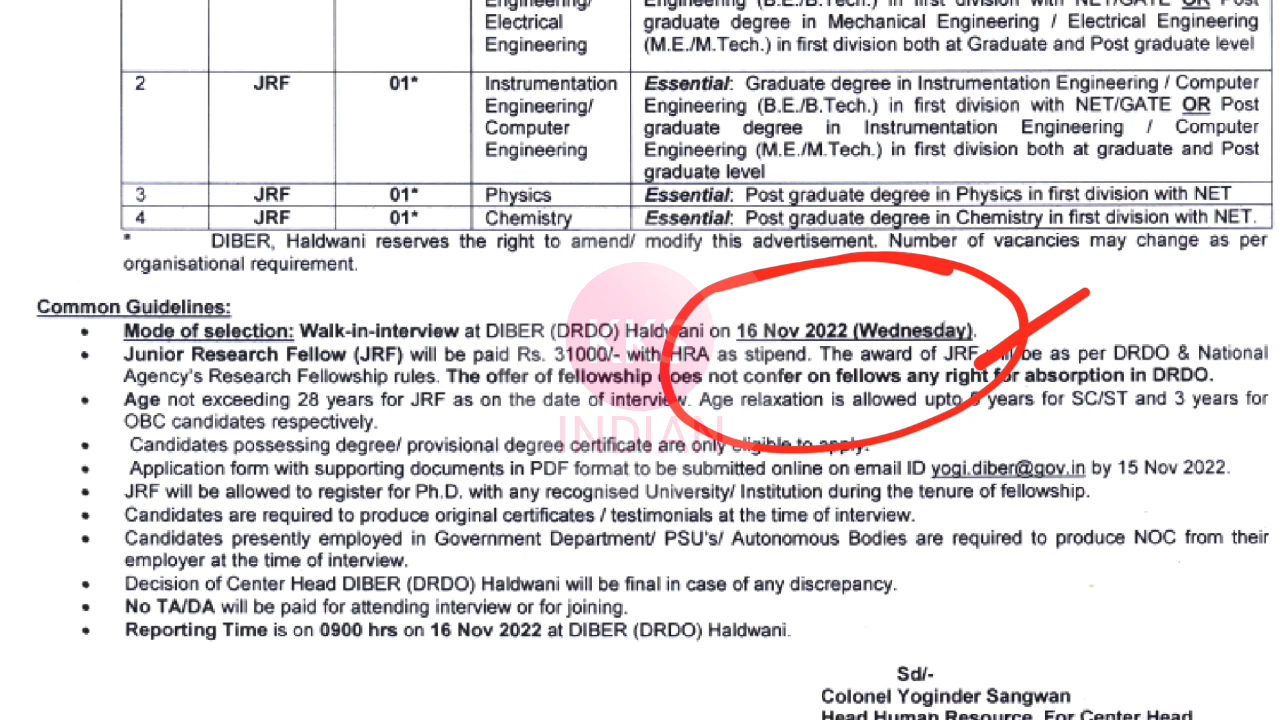 Engineering/
Electrical
Engineering
Engineering (B.E./B.Tech.) in first division with NET/GATE OR Post
graduate degree in Mechanical Engineering / Electrical Engineering
(M.E./M.Tech.) in first division both at Graduate and Post graduate level
2 JRF 01* Instrumentation
Engineering/
Computer
Engineering
Essential: Graduate degree in Instrumentation Engineering / Computer
Engineering (B.E./B.Tech.) in first division with NET/GATE OR Post
graduate degree in Instrumentation Engineering / Computer
Engineering (M.E./M.Tech.) in first division both at graduate and Post
graduate level
3 JRF 01* Physics Essential: Post graduate degree in Physics in first division with NET
4 JRF 01* Chemistry Essential: Post graduate degree in Chemistry in first division with NET.
* DIBER, Haldwani reserves the right to amend/ modify this advertisement. Number of vacancies may change as per
organisational requirement.
Common Guidelines:
• Mode of selection: Walk-in-interview at DIBER (DRDO) Haldwani on 16 Nov 2022 (Wednesday).
• Junior Research Fellow (JRF) will be paid Rs. 31000/- with HRA as stipend. The award of JRF will be as per DRDO & National
Agency's Research Fellowship rules. The offer of fellowship does not confer on fellows any right for absorption in DRDO.
• Age not exceeding 28 years for JRF as on the date of interview. Age relaxation is allowed upto 5 years for SC/ST and 3 years for
OBC candidates respectively.
• Candidates possessing degree/ provisional degree certificate are only eligible to apply.
• Application form with supporting documents in PDF format to be submitted online on email ID yogi.diber@gov.in by 15 Nov 2022.
• JRF will be allowed to register for Ph.D. with any recognised University/ Institution during the tenure of fellowship.
• Candidates are required to produce original certificates / testimonials at the time of interview.
• Candidates presently employed in Government Department/ PSU's/ Autonomous Bodies are required to produce NOC from their
employer at the time of interview.
• Decision of Center Head DIBER (DRDO) Haldwani will be final in case of any discrepancy.
• No TA/DA will be paid for attending interview or for joining.
• Reporting Time is on 0900 hrs on 16 Nov 2022 at DIBER (DRDO) Haldwani.
Sd/-
Colonel Yoginder Sangwan
Head Human Resource, For Center Head
INDIAN